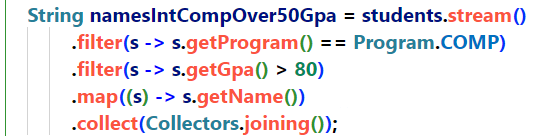 String namesIntCompOver50Gpa = students.stream()
.filter(s -> s.getProgram() == Program.COMP)
.filter(s -> s.getGpa() > 80)
.map((s) -> s.getName())
.collect(Collectors.joining());